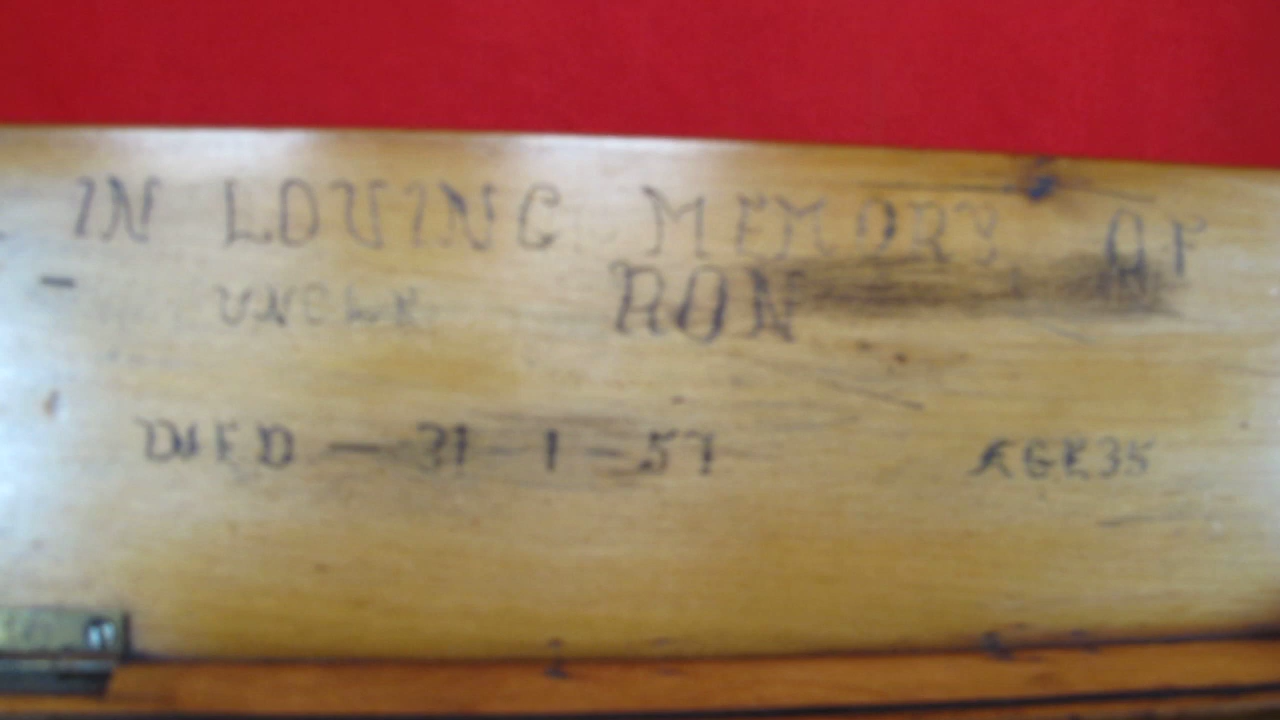 IN LOVING MEMORY OF
UNCLE RON
DIED — 31 - 1 - 57 AGE 35